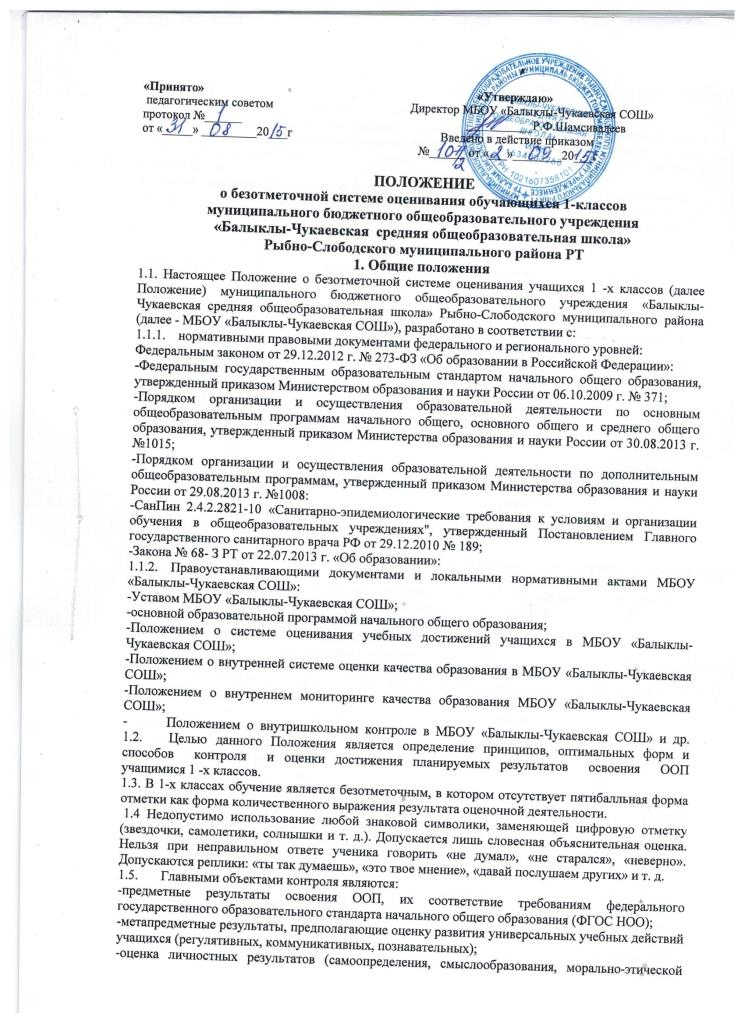 «Принято»
педагогическим советом
протокол № 1
от « 31 » 08 2015 г
«Утверждаю»
Директор МБОУ «Балыклы-Чукаевская СОШ»
Р.Ф.Шамсивалеев
Введено в действие приказом
№ от « 2 » 09 2015 г
ПОЛОЖЕНИЕ
о безотметочной системе оценивания обучающихся 1-классов
муниципального бюджетного общеобразовательного учреждения
«Балыклы-Чукаевская средняя общеобразовательная школа»
Рыбно-Слободского муниципального района РТ
1. Общие положения
1.1. Настоящее Положение о безотметочной системе оценивания учащихся 1 -х классов (далее
Положение) муниципального бюджетного общеобразовательного учреждения «Балыклы-
Чукаевская средняя общеобразовательная школа» Рыбно-Слободского муниципального района
(далее - МБОУ «Балыклы-Чукаевская СОШ»), разработано в соответствии с:
1.1.1. нормативными правовыми документами федерального и регионального уровней:
Федеральным законом от 29.12.2012 г. № 273-ФЗ «Об образовании в Российской Федерации»:
-Федеральным государственным образовательным стандартом начального общего образования,
утвержденный приказом Министерством образования и науки России от 06.10.2009 г. № 371;
-Порядком организации и осуществления образовательной деятельности по основным
общеобразовательным программам начального общего, основного общего и среднего общего
образования, утвержденный приказом Министерства образования и науки России от 30.08.2013 г.
№1015;
-Порядком организации и осуществления образовательной деятельности по дополнительным
общеобразовательным программам, утвержденный приказом Министерства образования и науки
России от 29.08.2013 г. №1008:
-СанПин 2.4.2.2821-10 «Санитарно-эпидемиологические требования к условиям и организации
обучения в общеобразовательных учреждениях", утвержденный Постановлением Главного
государственного санитарного врача РФ от 29.12.2010 № 189;
-Закона № 68- З РТ от 22.07.2013 г. «Об образовании»:
1.1.2. Правоустанавливающими документами и локальными нормативными актами МБОУ
«Балыклы-Чукаевская СОШ»:
-Уставом МБОУ «Балыклы-Чукаевская СОШ»;
-основной образовательной программой начального общего образования;
-Положением о системе оценивания учебных достижений учащихся в МБОУ «Балыклы-
Чукаевская СОШ»;
-Положением о внутренней системе оценки качества образования в МБОУ «Балыклы-Чукаевская
СОШ»;
-Положением о внутреннем мониторинге качества образования МБОУ «Балыклы-Чукаевская
СОШ»;
- Положением о внутришкольном контроле в МБОУ «Балыклы-Чукаевская СОШ» и др.
1.2. Целью данного Положения является определение принципов, оптимальных форм и
способов контроля и оценки достижения планируемых результатов освоения ООП
учащимися 1 -х классов.
1.3. В 1-х классах обучение является безотметочным, в котором отсутствует пятибалльная форма
отметки как форма количественного выражения результата оценочной деятельности.
1.4 Недопустимо использование любой знаковой символики, заменяющей цифровую отметку
(звездочки, самолетики, солнышки и т. д.). Допускается лишь словесная объяснительная оценка.
Нельзя при неправильном ответе ученика говорить «не думал», «не старался», «неверно».
Допускаются реплики: «ты так думаешь», «это твое мнение», «давай послушаем других» и т. д.
1.5. Главными объектами контроля являются:
-предметные результаты освоения ООП, их соответствие требованиям федерального
государственного образовательного стандарта начального общего образования (ФГОС НОО);
-метапредметные результаты, предполагающие оценку развития универсальных учебных действий
учащихся (регулятивных, коммуникативных, познавательных);
-оценка личностных результатов (самоопределения, смыслообразования, морально-этической